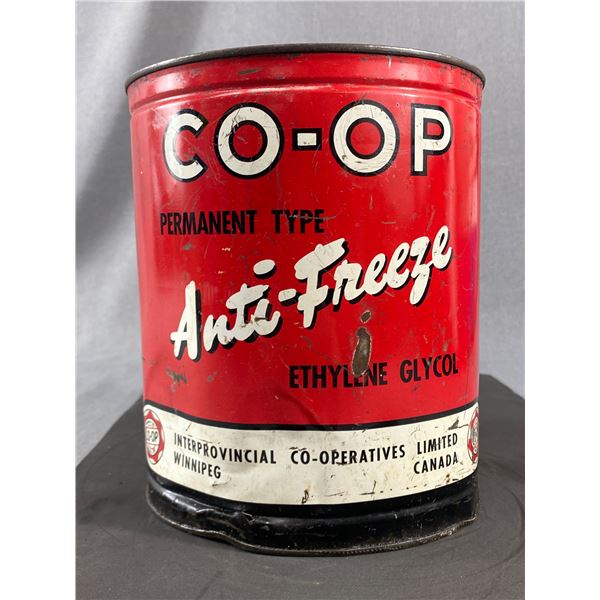 CO-OP
PERMANENT TYPE
Anti-Freeze
ETHYLENE GLYCOL
INTERPROVINCIAL CO-OPERATIVES LIMITED
WINNIPEG CANADA